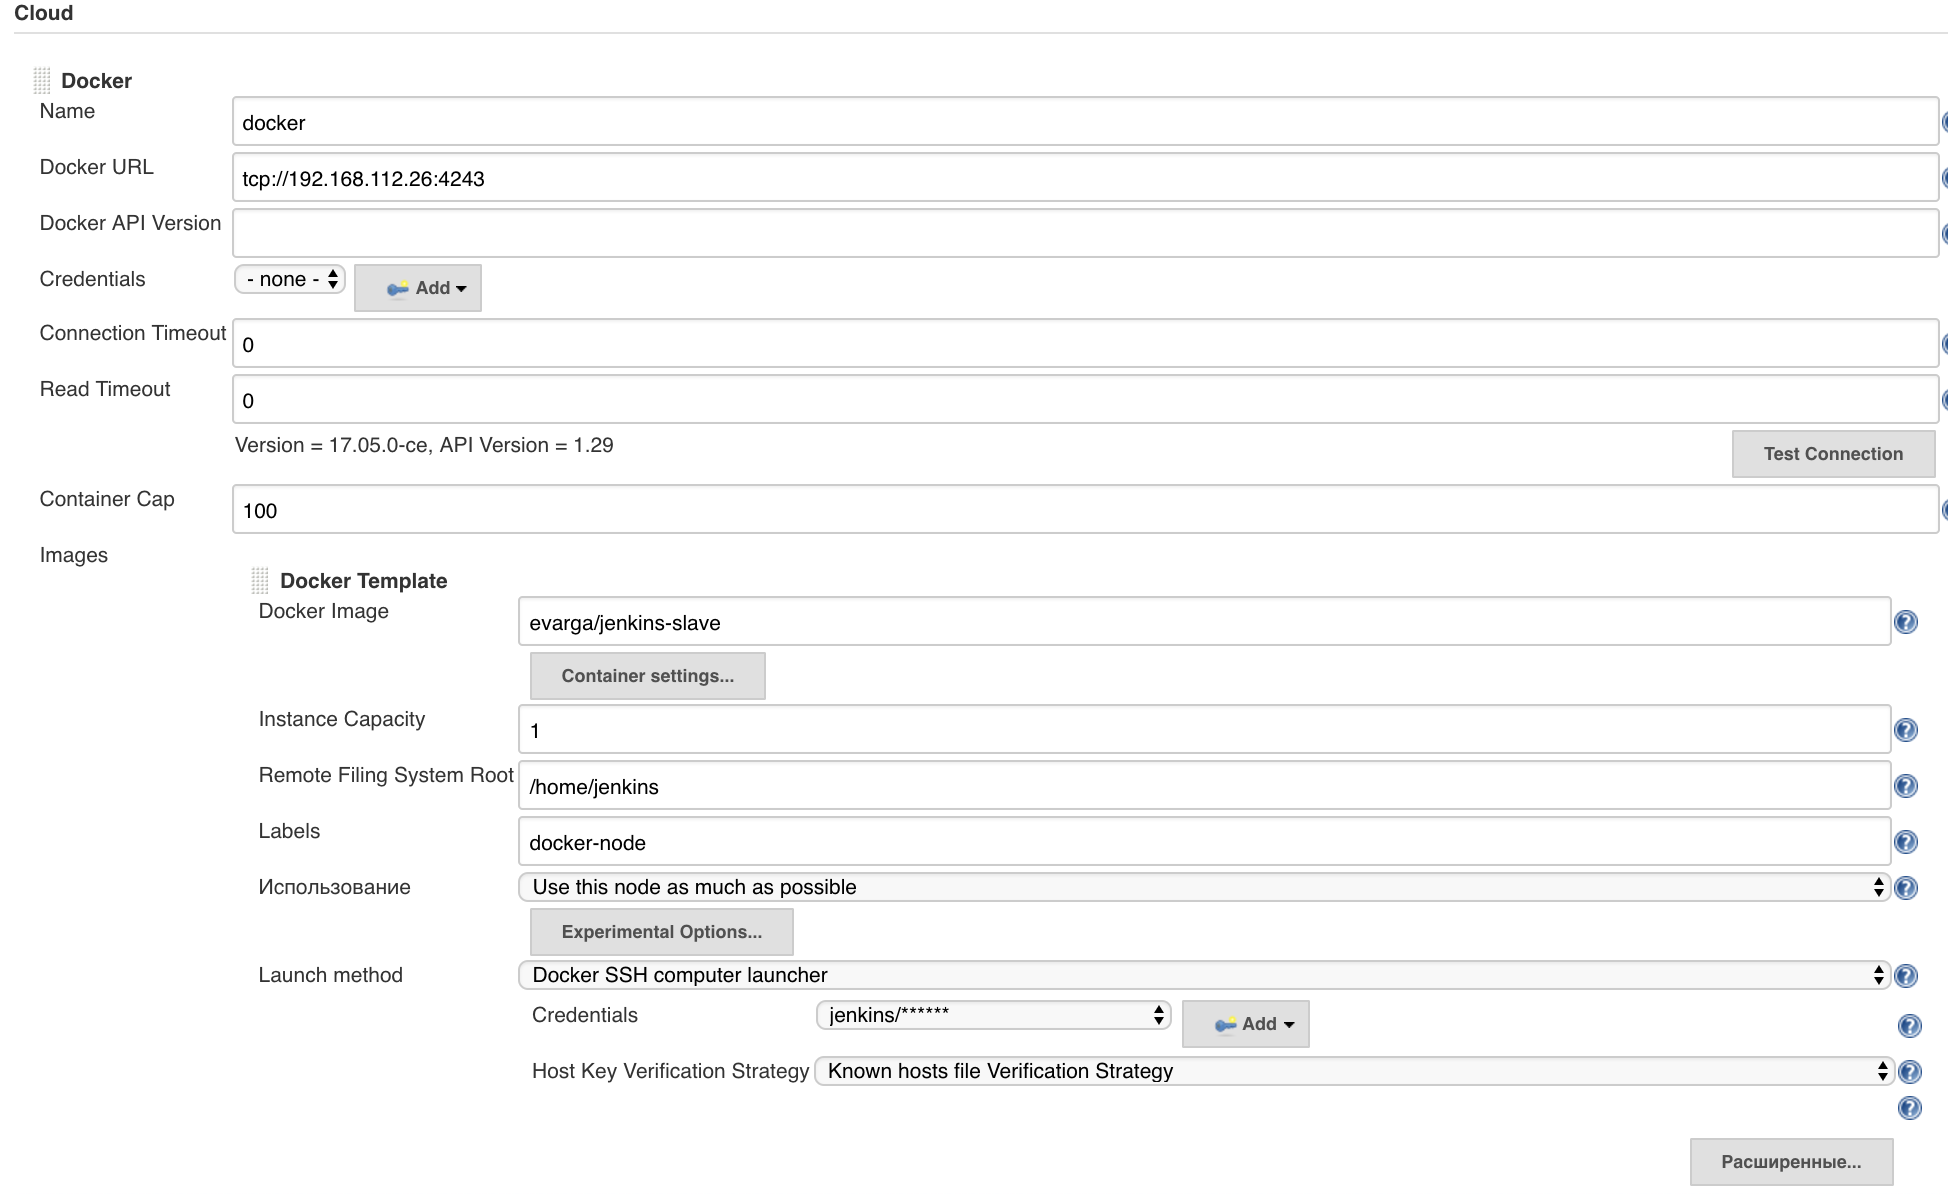 Cloud
Docker
Name
docker
Docker URL
tcp://192.168.112.26:4243
Docker API Version
Credentials
- none -
Add
Connection Timeout
0
Read Timeout
0
Version = 17.05.0-ce, API Version = 1.29
Test Connection
Container Cap
100
Images
Docker Template
Docker Image
evarga/jenkins-slave
Container settings...
Instance Capacity
1
Remote Filing System Root
/home/jenkins
Labels
docker-node
Использование
Use this node as much as possible
Experimental Options...
Launch method
Docker SSH computer launcher
Credentials
jenkins/******
Add
Host Key Verification Strategy
Known hosts file Verification Strategy
Расширенные...